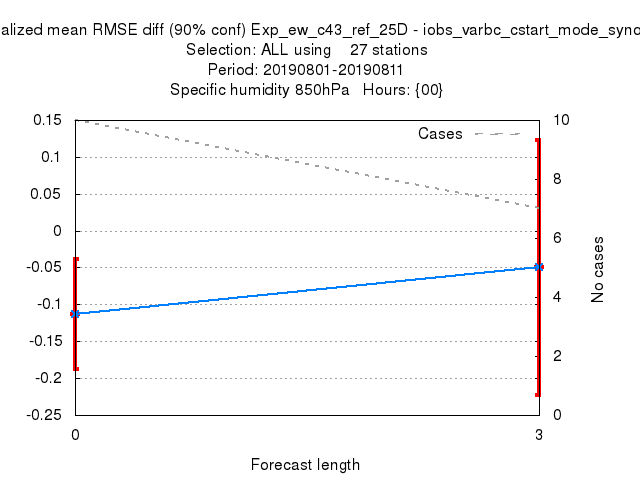 alized mean RMSE diff (90% conf) Exp_ew_c43_ref_25D - iobs_varbc_cstart_mode_syno
Selection: ALL using 27 stations
Period: 20190801-20190811
Specific humidity 850hPa Hours: {00}
0.15
0.1
0.05
0
-0.05
-0.1
-0.15
-0.2
-0.25
Cases
10
8
6
4
2
0
No cases
0
3
Forecast length